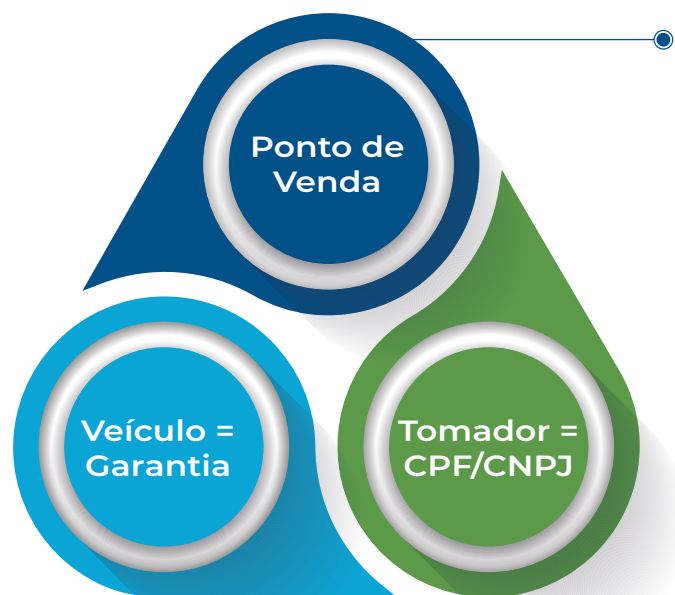 Ponto de
Venda
Veículo =
Garantia
Tomador =
CPF/CNPJ